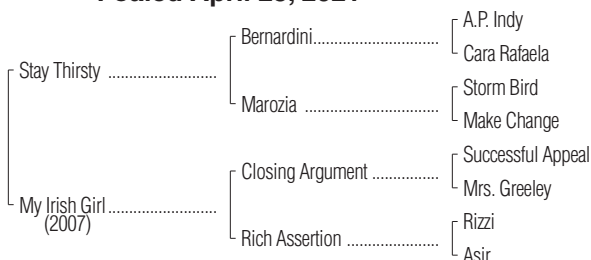 Foaled April
A.P. Indy
Bernardini
Cara Rafaela
Stay Thirsty
Storm Bird
Marozia
Make Change
Successful Appeal
Closing Argument
Mrs. Greeley
My Irish Girl
(2007)
Rizzi
Rich Assertion
Asir